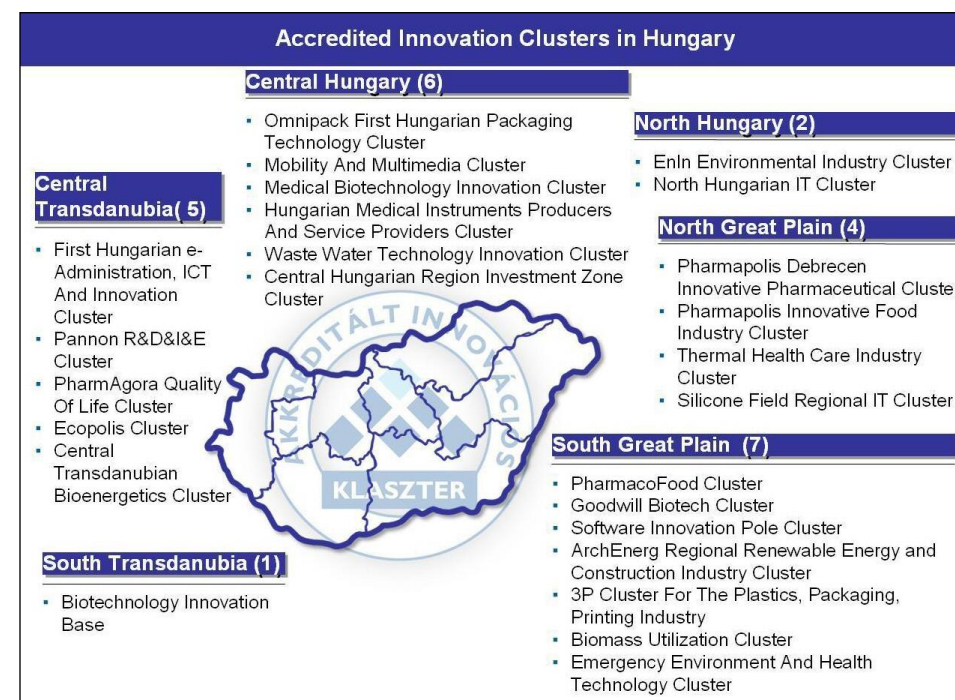 Accredited Innovation Clusters in Hungary
Central Hungary (6)
▪ Omnipack First Hungarian Packaging
Technology Cluster
▪ Mobility And Multimedia Cluster
▪ Medical Biotechnology Innovation Cluster
▪ Hungarian Medical Instruments Producers
And Service Providers Cluster
▪ Waste Water Technology Innovation Cluster
▪ Central Hungarian Region Investment Zone
Cluster
North Hungary (2)
▪ EnIn Environmental Industry Cluster
▪ North Hungarian IT Cluster
Central
Transdanubia( 5)
▪ First Hungarian e-
Administration, ICT
And Innovation
Cluster
▪ Pannon R&D&I&E
Cluster
▪ PharmAgora Quality
Of Life Cluster
▪ Ecopolis Cluster
▪ Central
Transdanubian
Bioenergetics Cluster
North Great Plain (4)
▪ Pharmapolis Debrecen
Innovative Pharmaceutical Cluste
▪ Pharmapolis Innovative Food
Industry Cluster
▪ Thermal Health Care Industry
Cluster
▪ Silicone Field Regional IT Cluster
AKKREDITÁLT INNOVÁCIÓS
KLASZTER
South Great Plain (7)
▪ PharmacoFood Cluster
▪ Goodwill Biotech Cluster
▪ Software Innovation Pole Cluster
▪ ArchEnerg Regional Renewable Energy and
Construction Industry Cluster
▪ 3P Cluster For The Plastics, Packaging,
Printing Industry
▪ Biomass Utilization Cluster
▪ Emergency Environment And Health
Technology Cluster
South Transdanubia (1)
▪ Biotechnology Innovation
Base